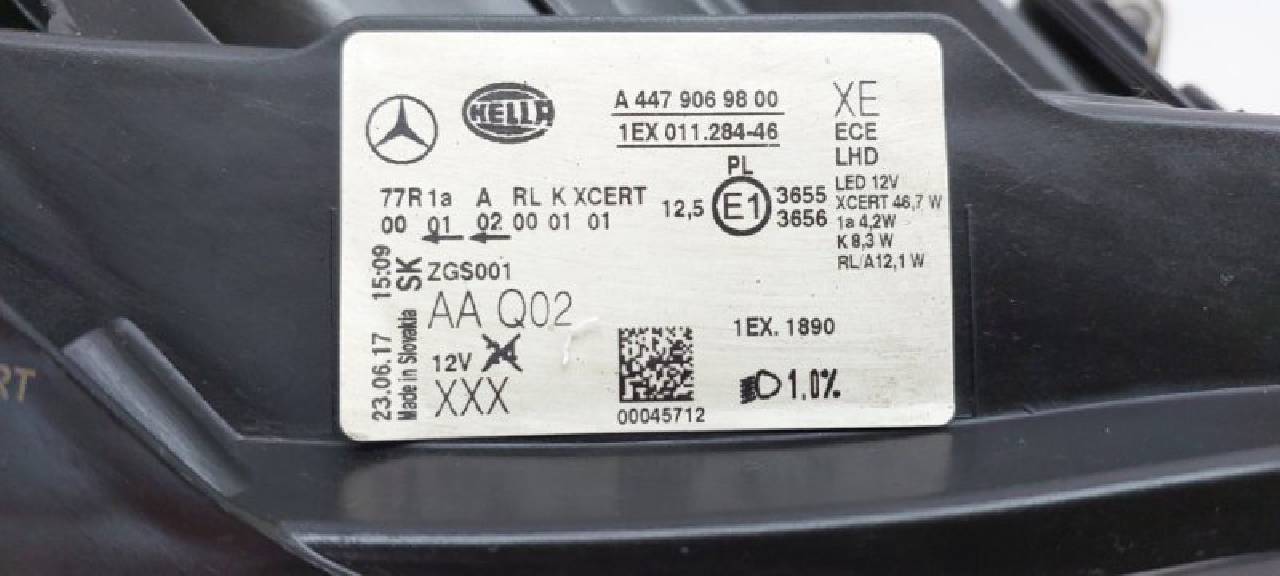 HELLA
A 447 906 98 00
1EX 011.284-46
XE
ECE
LHD
LED 12V
XCERT 46,7 W
1a 4,2W
K 8,3 W
RL/A12,1 W
77R 1a A RL K XCERT
00 01 02 00 01 01
12,5
PL
E1
3655
3656
23.06.17 15:09
Made in Slovakia SK
ZGS001
AA Q02
12V
XXX
00045712
1EX. 1890
1.0%
RT